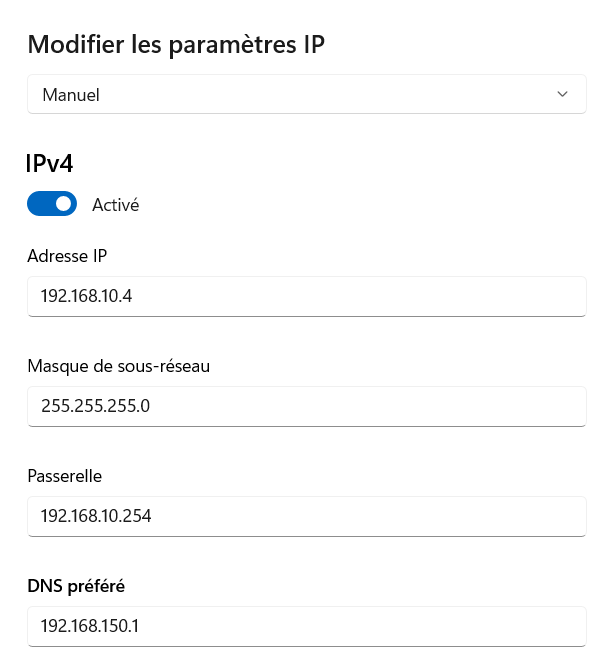 Modifier les paramètres IP
Manuel
IPv4
Activé
Adresse IP
192.168.10.4
Masque de sous-réseau
255.255.255.0
Passerelle
192.168.10.254
DNS préféré
192.168.150.1